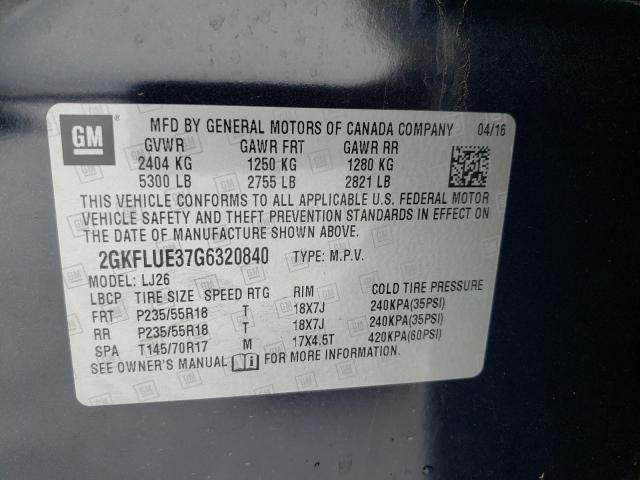 GM ® MFD BY GENERAL MOTORS OF CANADA COMPANY 04/16
GVWR GAWR FRT GAWR RR
2404 KG 1250 KG 1280 KG
5300 LB 2755 LB 2821 LB
THIS VEHICLE CONFORMS TO ALL APPLICABLE U.S. FEDERAL MOTOR
VEHICLE SAFETY AND THEFT PREVENTION STANDARDS IN EFFECT ON
THE DATE OF MANUFACTURE SHOWN ABOVE.
2GKFLUE37G6320840 TYPE: M.P.V.
MODEL: LJ26
LBCP TIRE SIZE SPEED RTG RIM COLD TIRE PRESSURE
FRT P235/55R18 T 18X7J 240KPA(35PSI)
RR P235/55R18 T 18X7J 240KPA(35PSI)
SPA T145/70R17 M 17X4.5T 420KPA(60PSI)
SEE OWNER'S MANUAL FOR MORE INFORMATION.